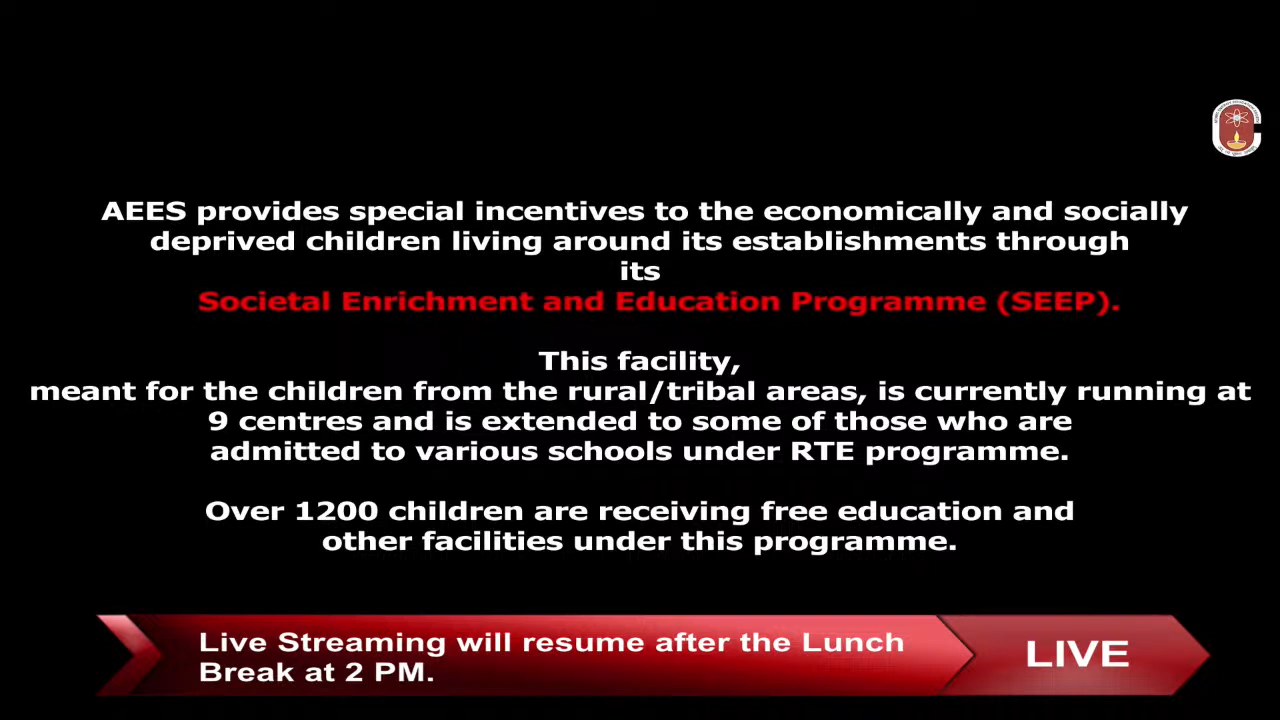 AEES provides special incentives to the economically and socially
deprived children living around its establishments through
its
Societal Enrichment and Education Programme (SEEP).
This facility,
meant for the children from the rural/tribal areas, is currently running at
9 centres and is extended to some of those who are
admitted to various schools under RTE programme.
Over 1200 children are receiving free education and
other facilities under this programme.
Live Streaming will resume after the Lunch
Break at 2 PM.
LIVE